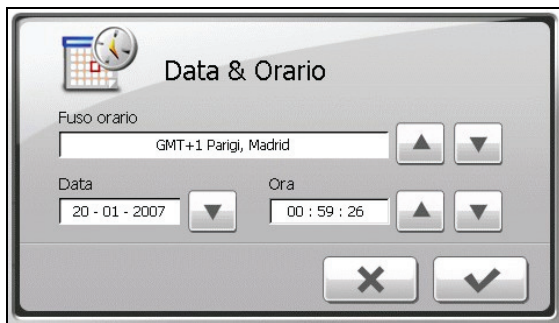 Data & Orario
Fuso orario
GMT+1 Parigi, Madrid
Data Ora
20 - 01 - 2007 00 : 59 : 26